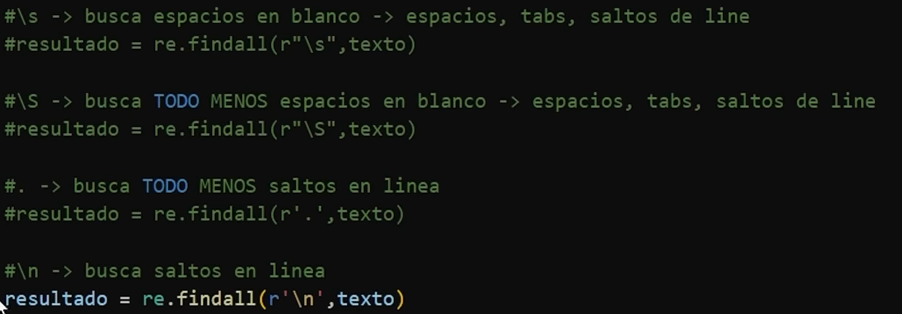 #\s -> busca espacios en blanco -> espacios, tabs, saltos de line
#resultado = re.findall(r"\s",texto)
#\S -> busca TODO MENOS espacios en blanco -> espacios, tabs, saltos de line
#resultado = re.findall(r"\S",texto)
#. -> busca TODO MENOS saltos en linea
#resultado = re.findall(r'.',texto)
#\n -> busca saltos en linea
resultado = re.findall(r'\n',texto)